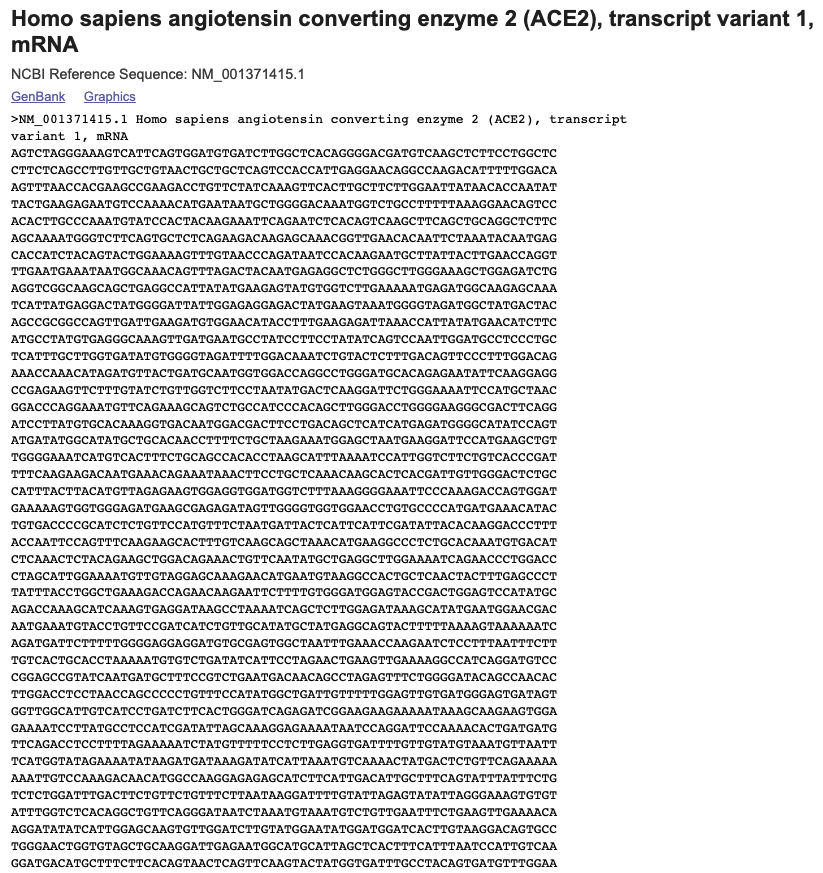 Homo sapiens angiotensin converting enzyme 2 (ACE2), transcript variant 1,
mRNA
NCBI Reference Sequence: NM_001371415.1
GenBank Graphics
>NM_001371415.1 Homo sapiens angiotensin converting enzyme 2 (ACE2), transcript
variant 1, mRNA
AGTCTAGGGAAAGTCATTCAGTGGATGTGATCTTGGCTCACAGGGGACGATGTCAAGCTCTTCCTGGCTC
CTTCTCAGCCTTGTTGCTGTAACTGCTGCTCAGTCCACCATTGAGGAACAGGCCAAGACATTTTTGGACA
AGTTTAACCACGAAGCCGAAGACCTGTTCTATCAAAGTTCACTTGCTTCTTGGAATTATAACACCAATAT
TACTGAAGAGAATGTCCAAAACATGAATAATGCTGGGGACAAATGGTCTGCCTTTTTAAAGGAACAGTCC
ACACTTGCCCAAATGTATCCACTACAAGAAATTCAGAATCTCACAGTCAAGCTTCAGCTGCAGGCTCTTC
AGCAAAATGGGTCTTCAGTGCTCTCAGAAGACAAGAGCAAACGGTTGAACACAATTCTAAATACAATGAG
CACCATCTACAGTACTGGAAAAGTTTGTAACCCAGATAATCCACAAGAATGCTTATTACTTGAACCAGGT
TTGAATGAAATAATGGCAAACAGTTTAGACTACAATGAGAGGCTCTGGGCTTGGGAAAGCTGGAGATCTG
AGGTCGGCAAGCAGCTGAGGCCATTATATGAAGAGTATGTGGTCTTGAAAAATGAGATGGCAAGAGCAAA
TCATTATGAGGACTATGGGGATTATTGGAGAGGAGACTATGAAGTAAATGGGGTAGATGGCTATGACTAC
AGCCGCGGCCAGTTGATTGAAGATGTGGAACATACCTTTGAAGAGATTAAACCATTATATGAACATCTTC
ATGCCTATGTGAGGGCAAAGTTGATGAATGCCTATCCTTCCTATATCAGTCCAATTGGATGCCTCCCTGC
TCATTTGCTTGGTGATATGTGGGGTAGATTTTGGACAAATCTGTACTCTTTGACAGTTCCCTTTGGACAG
AAACCAAACATAGATGTTACTGATGCAATGGTGGACCAGGCCTGGGATGCACAGAGAATATTCAAGGAGG
CCGAGAAGTTCTTTGTATCTGTTGGTCTTCCTAATATGACTCAAGGATTCTGGGAAAATTCCATGCTAAC
GGACCCAGGAAATGTTCAGAAAGCAGTCTGCCATCCCACAGCTTGGGACCTGGGGAAGGGCGACTTCAGG
ATCCTTATGTGCACAAAGGTGACAATGGACGACTTCCTGACAGCTCATCATGAGATGGGGCATATCCAGT
ATGATATGGCATATGCTGCACAACCTTTTCTGCTAAGAAATGGAGCTAATGAAGGATTCCATGAAGCTGT
TGGGGAAATCATGTCACTTTCTGCAGCCACACCTAAGCATTTAAAATCCATTGGTCTTCTGTCACCCGAT
TTTCAAGAAGACAATGAAACAGAAATAAACTTCCTGCTCAAACAAGCACTCACGATTGTTGGGACTCTGC
CATTTACTTACATGTTAGAGAAGTGGAGGTGGATGGTCTTTAAAGGGGAAATTCCCAAAGACCAGTGGAT
GAAAAAGTGGTGGGAGATGAAGCGAGAGATAGTTGGGGTGGTGGAACCTGTGCCCCATGATGAAACATAC
TGTGACCCCGCATCTCTGTTCCATGTTTCTAATGATTACTCATTCATTCGATATTACACAAGGACCCTTT
ACCAATTCCAGTTTCAAGAAGCACTTTGTCAAGCAGCTAAACATGAAGGCCCTCTGCACAAATGTGACAT
CTCAAACTCTACAGAAGCTGGACAGAAACTGTTCAATATGCTGAGGCTTGGAAAATCAGAACCCTGGACC
CTAGCATTGGAAAATGTTGTAGGAGCAAAGAACATGAATGTAAGGCCACTGCTCAACTACTTTGAGCCCT
TATTTACCTGGCTGAAAGACCAGAACAAGAATTCTTTTGTGGGATGGAGTACCGACTGGAGTCCATATGC
AGACCAAAGCATCAAAGTGAGGATAAGCCTAAAATCAGCTCTTGGAGATAAAGCATATGAATGGAACGAC
AATGAAATGTACCTGTTCCGATCATCTGTTGCATATGCTATGAGGCAGTACTTTTTAAAAGTAAAAAATC
AGATGATTCTTTTTGGGGAGGAGGATGTGCGAGTGGCTAATTTGAAACCAAGAATCTCCTTTAATTTCTT
TGTCACTGCACCTAAAAATGTGTCTGATATCATTCCTAGAACTGAAGTTGAAAAGGCCATCAGGATGTCC
CGGAGCCGTATCAATGATGCTTTCCGTCTGAATGACAACAGCCTAGAGTTTCTGGGGATACAGCCAACAC
TTGGACCTCCTAACCAGCCCCCTGTTTCCATATGGCTGATTGTTTTTGGAGTTGTGATGGGAGTGATAGT
GGTTGGCATTGTCATCCTGATCTTCACTGGGATCAGAGATCGGAAGAAGAAAAATAAAGCAAGAAGTGGA
GAAAATCCTTATGCCTCCATCGATATTAGCAAAGGAGAAAATAATCCAGGATTCCAAAACACTGATGATG
TTCAGACCTCCTTTTAGAAAAATCTATGTTTTTCCTCTTGAGGTGATTTTGTTGTATGTAAATGTTAATT
TCATGGTATAGAAAATATAAGATGATAAAGATATCATTAAATGTCAAAACTATGACTCTGTTCAGAAAAA
AAATTGTCCAAAGACAACATGGCCAAGGAGAGAGCATCTTCATTGACATTGCTTTCAGTATTTATTTCTG
TCTCTGGATTTGACTTCTGTTCTGTTTCTTAATAAGGATTTTGTATTAGAGTATATTAGGGAAAGTGTGT
ATTTGGTCTCACAGGCTGTTCAGGGATAATCTAAATGTAAATGTCTGTTGAATTTCTGAAGTTGAAAACA
AGGATATATCATTGGAGCAAGTGTTGGATCTTGTATGGAATATGGATGGATCACTTGTAAGGACAGTGCC
TGGGAACTGGTGTAGCTGCAAGGATTGAGAATGGCATGCATTAGCTCACTTTCATTTAATCCATTGTCAA
GGATGACATGCTTTCTTCACAGTAACTCAGTTCAAGTACTATGGTGATTTGCCTACAGTGATGTTTGGAA